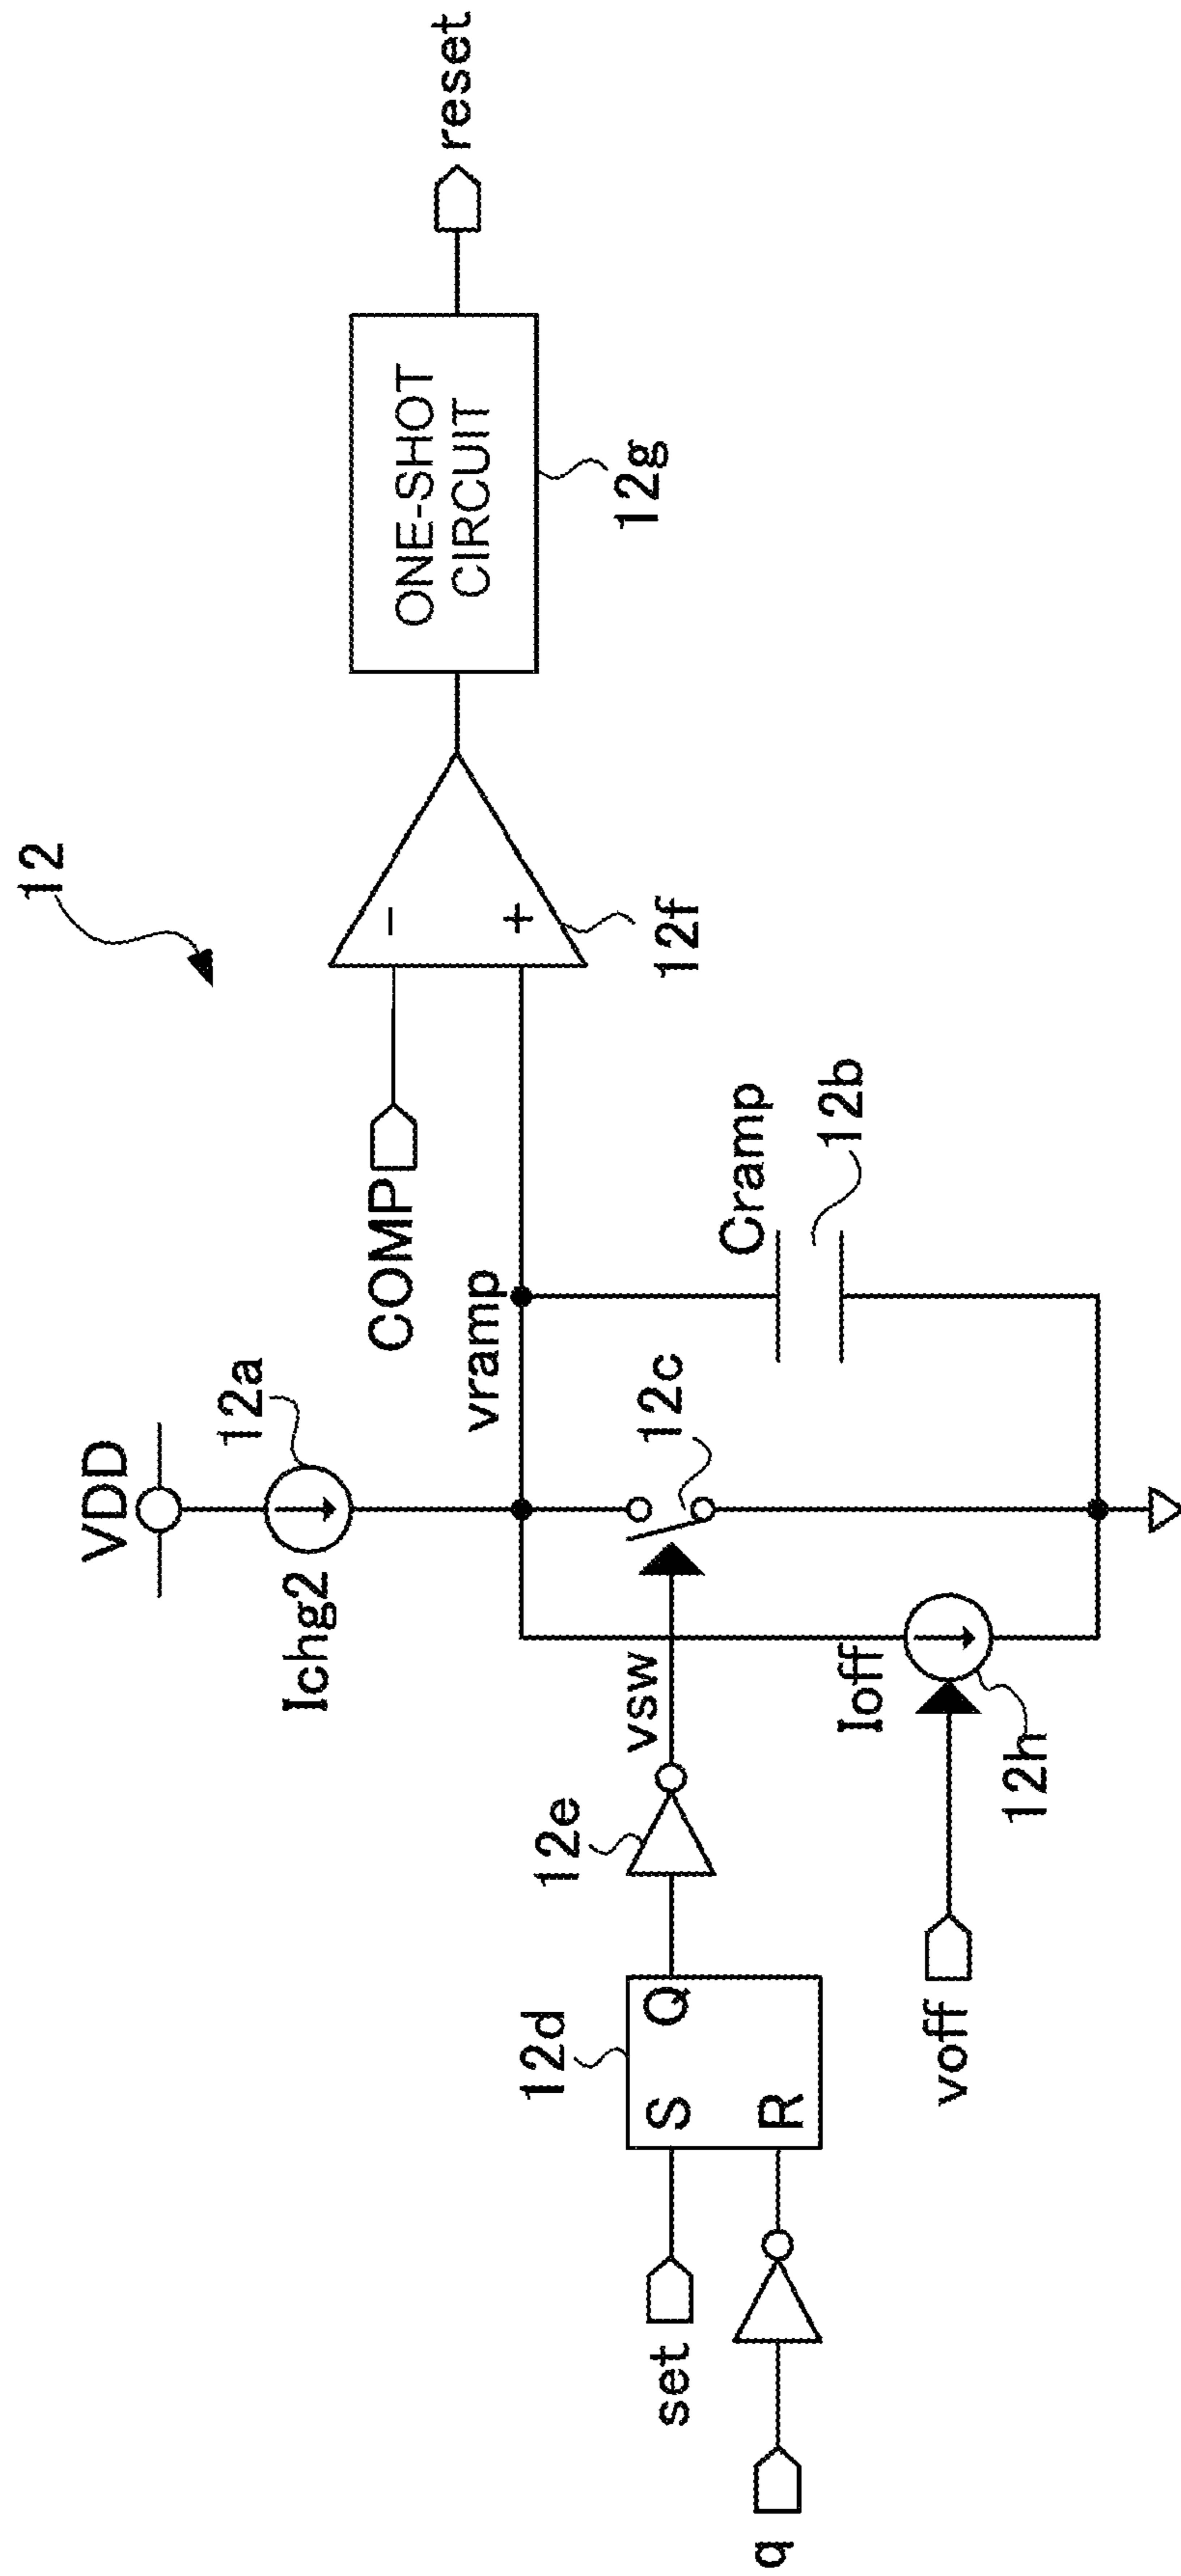 12
VDD
12a
Ichg2
COMP
vramp
−
+
12f
ONE-SHOT
CIRCUIT
12g
reset
set
q
S
R
Q
12d
12e
vsw
12c
Cramp
12b
voff
Ioff
12h